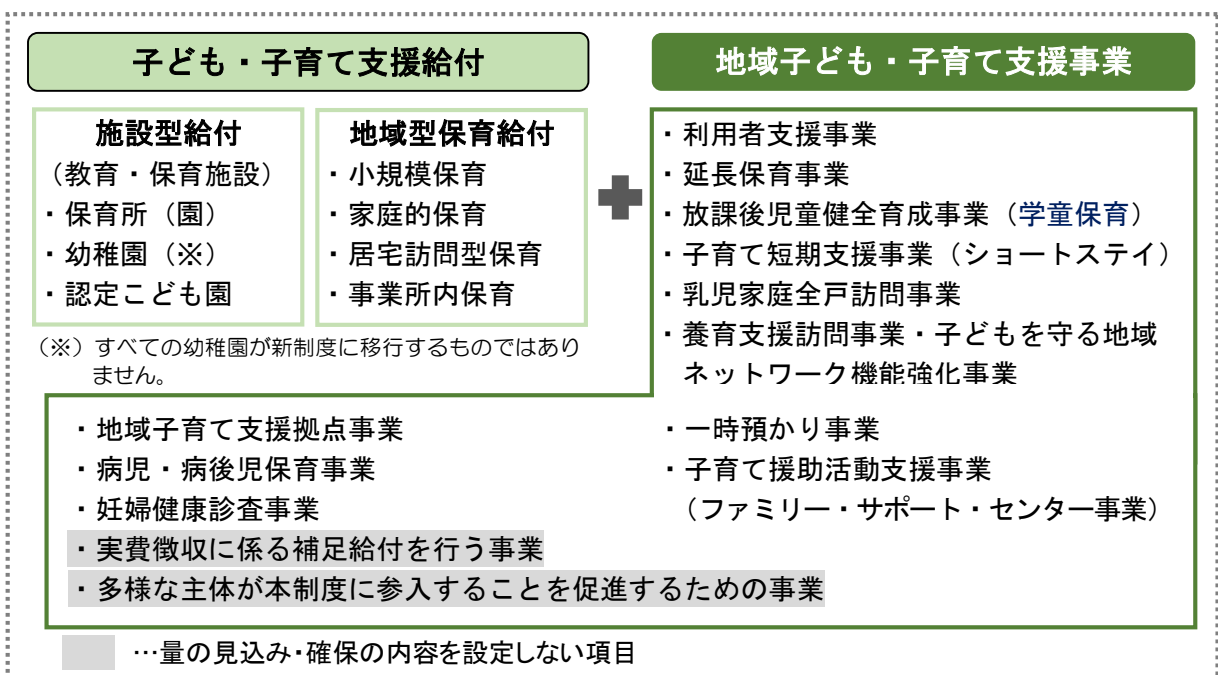 子ども・子育て支援給付
地域子ども・子育て支援事業
施設型給付
（教育・保育施設）
・保育所（園）
・幼稚園（※）
・認定こども園
地域型保育給付
・小規模保育
・家庭的保育
・居宅訪問型保育
・事業所内保育
（※）すべての幼稚園が新制度に移行するものではあり
ません。
・利用者支援事業
・延長保育事業
・放課後児童健全育成事業（学童保育）
・子育て短期支援事業（ショートステイ）
・乳児家庭全戸訪問事業
・養育支援訪問事業・子どもを守る地域
ネットワーク機能強化事業
・地域子育て支援拠点事業
・病児・病後児保育事業
・妊婦健康診査事業
・実費徴収に係る補足給付を行う事業
・多様な主体が本制度に参入することを促進するための事業
・一時預かり事業
・子育て援助活動支援事業
（ファミリー・サポート・センター事業）
…量の見込み・確保の内容を設定しない項目